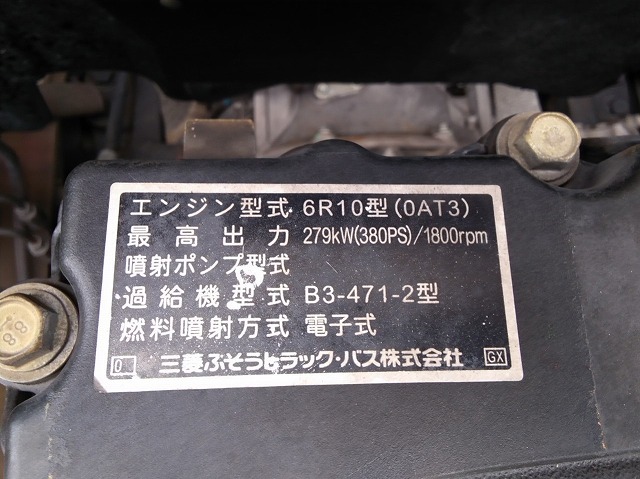 エンジン型式 6R10型(0AT3)
最高出力 279kW(380PS)/1800rpm
噴射ポンプ型式
過給機型式 B3-471-2型
燃料噴射方式 電子式
0 三菱ふそうトラック・バス株式会社 GX
8.8